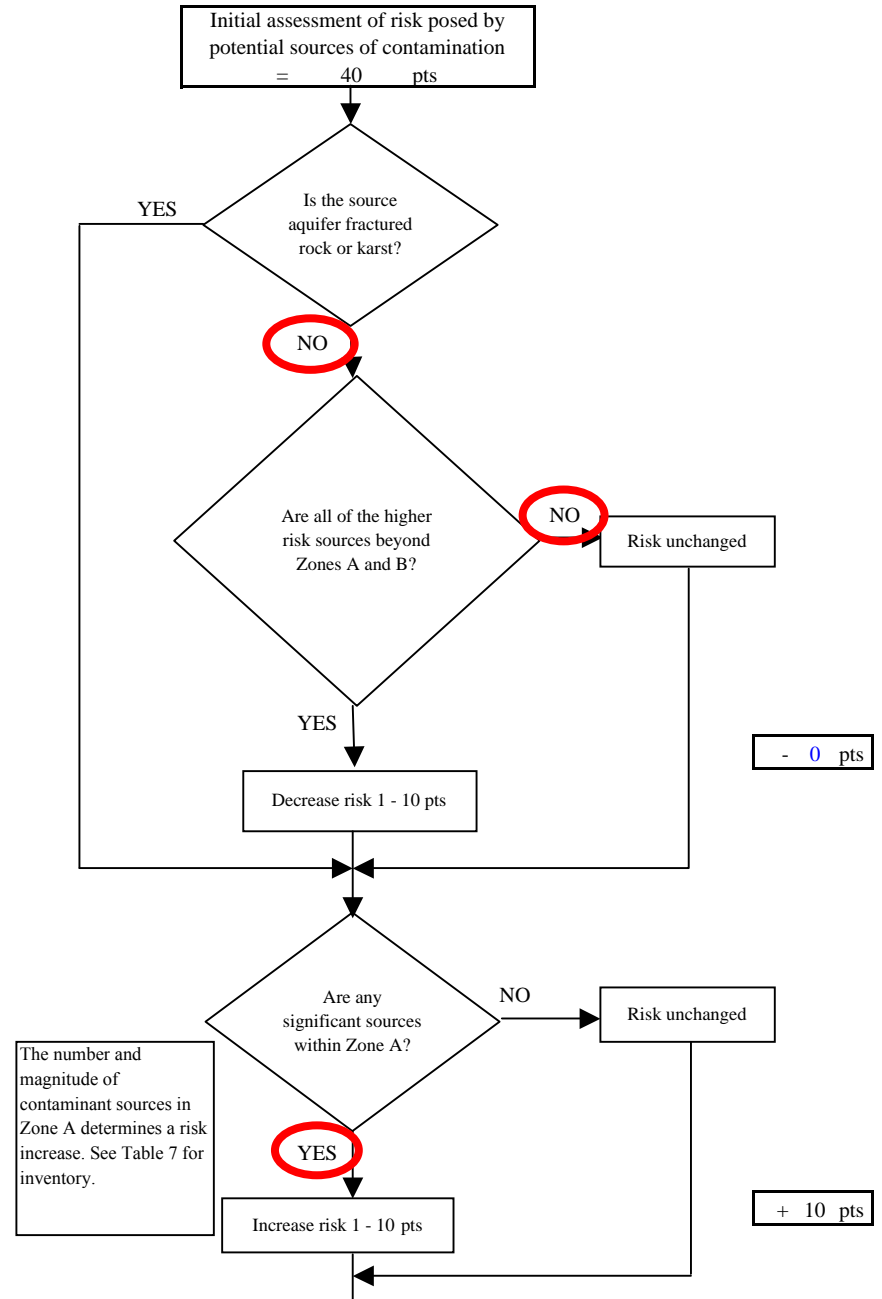 Initial assessment of risk posed by
potential sources of contamination
= 40 pts
YES
Is the source
aquifer fractured
rock or karst?
NO
Are all of the higher
risk sources beyond
Zones A and B?
NO
Risk unchanged
YES
- 0 pts
Decrease risk 1 - 10 pts
Are any
significant sources
within Zone A?
NO
Risk unchanged
The number and
magnitude of
contaminant sources in
Zone A determines a risk
increase. See Table 7 for
inventory.
YES
Increase risk 1 - 10 pts
+ 10 pts